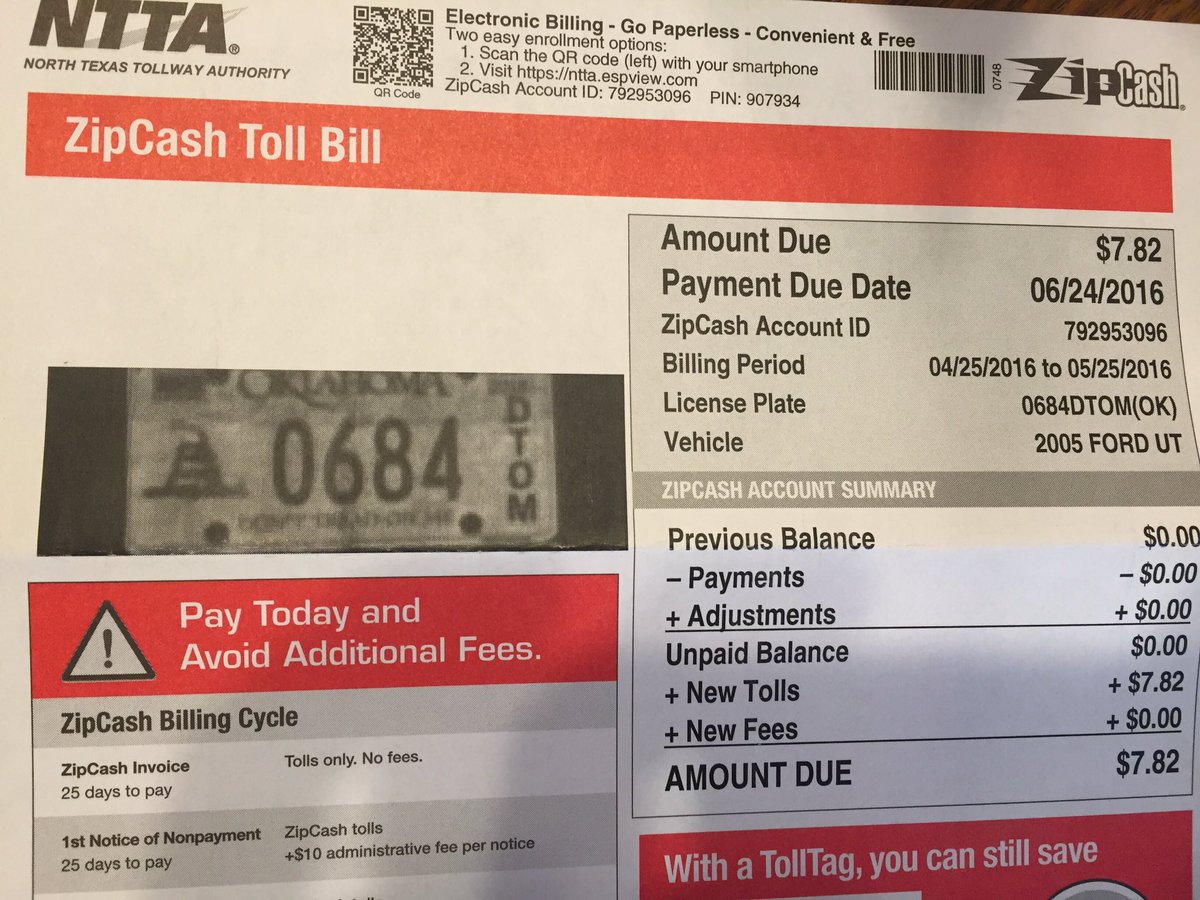 NTTA®
NORTH TEXAS TOLLWAY AUTHORITY
QR Code
Electronic Billing - Go Paperless - Convenient & Free
Two easy enrollment options:
1. Scan the QR code (left) with your smartphone
2. Visit https://ntta.espview.com
ZipCash Account ID: 792953096 PIN: 907934
0748
ZipCash®
ZipCash Toll Bill
OKLAHOMA
0684
DTOM
DON'T TREAD ON ME
Amount Due $7.82
Payment Due Date 06/24/2016
ZipCash Account ID 792953096
Billing Period 04/25/2016 to 05/25/2016
License Plate 0684DTOM(OK)
Vehicle 2005 FORD UT
ZIPCASH ACCOUNT SUMMARY
Previous Balance $0.00
– Payments – $0.00
+ Adjustments + $0.00
Unpaid Balance $0.00
+ New Tolls + $7.82
+ New Fees + $0.00
AMOUNT DUE $7.82
Pay Today and
Avoid Additional Fees.
ZipCash Billing Cycle
ZipCash Invoice Tolls only. No fees.
25 days to pay
1st Notice of Nonpayment ZipCash tolls
25 days to pay +$10 administrative fee per notice
With a TollTag, you can still save